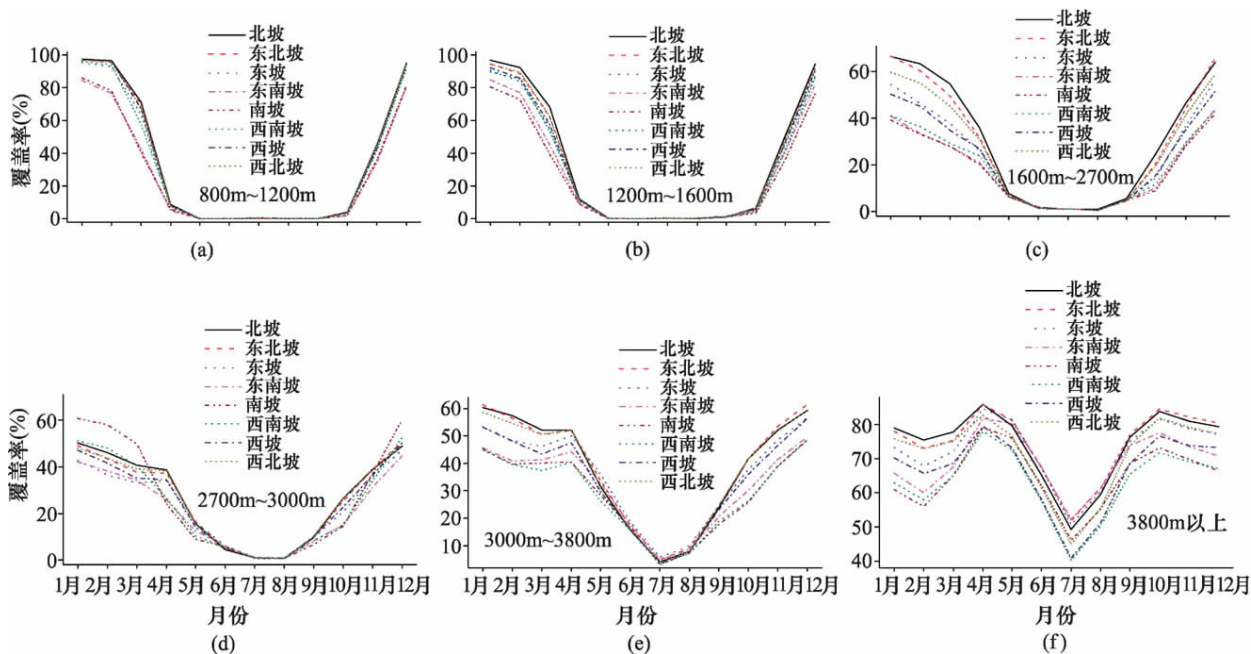 北坡
东北坡
东坡
东南坡
南坡
西南坡
西坡
西北坡
覆盖率(%)
100
80
60
40
20
0
800m~1200m
(a)
北坡
东北坡
东坡
东南坡
南坡
西南坡
西坡
西北坡
100
80
60
40
20
0
1200m~1600m
(b)
北坡
东北坡
东坡
东南坡
南坡
西南坡
西坡
西北坡
60
40
20
0
1600m~2700m
(c)
北坡
东北坡
东坡
东南坡
南坡
西南坡
西坡
西北坡
覆盖率(%)
60
40
20
0
2700m~3000m
1月 2月 3月 4月 5月 6月 7月 8月 9月 10月 11月 12月
月份
(d)
北坡
东北坡
东坡
东南坡
南坡
西南坡
西坡
西北坡
60
50
40
30
20
10
3000m~3800m
1月 2月 3月 4月 5月 6月 7月 8月 9月 10月 11月 12月
月份
(e)
北坡
东北坡
东坡
东南坡
南坡
西南坡
西坡
西北坡
80
70
60
50
40
3800m以上
1月 2月 3月 4月 5月 6月 7月 8月 9月 10月 11月 12月
月份
(f)